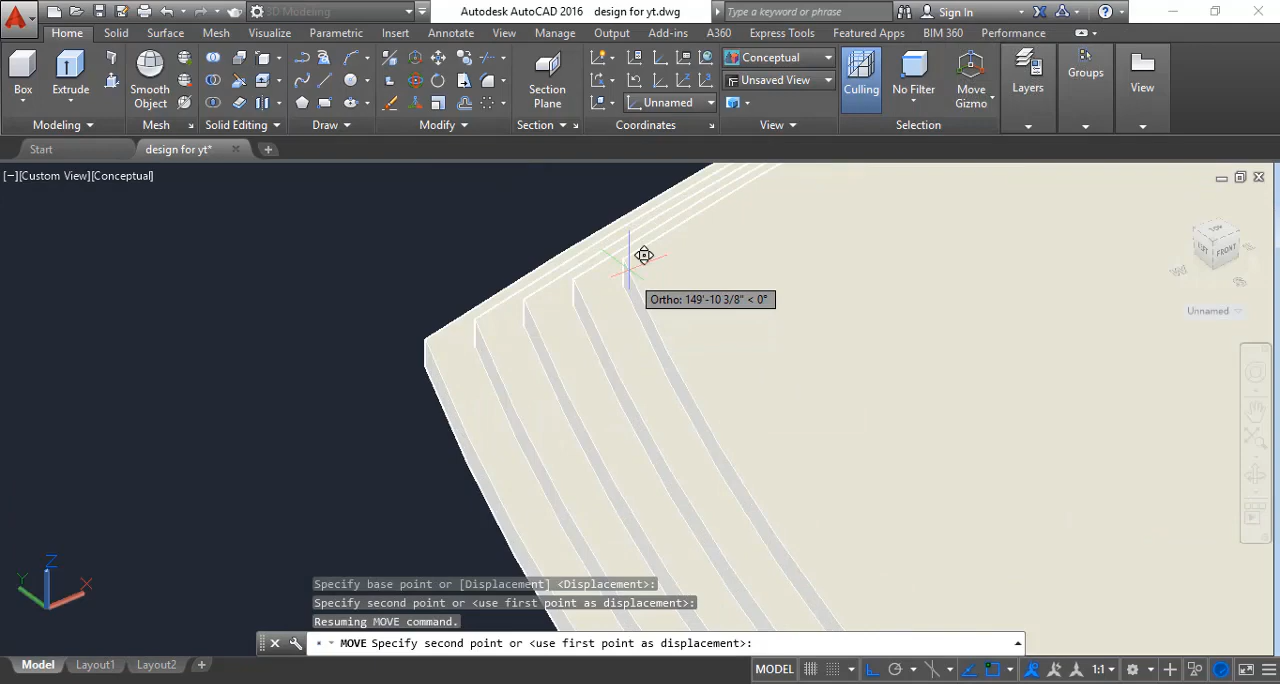 3D Modeling
Autodesk AutoCAD 2016 design for yt.dwg
Type a keyword or phrase
Sign In
Home Solid Surface Mesh Visualize Parametric Insert Annotate View Manage Output Add-ins A360 Express Tools Featured Apps BIM 360 Performance
Box
Extrude
Smooth
Object
Section
Plane
Conceptual
Unsaved View
Unnamed
Culling
No Filter
Move
Gizmo
Layers
Groups
View
Modeling
Mesh
Solid Editing
Draw
Modify
Section
Coordinates
View
Selection
Start
design for yt*
[−][Custom View][Conceptual]
TOP
LEFT
FRONT
Unnamed
Ortho: 149'-10 3/8" < 0°
Z
Y
X
Specify base point or [Displacement] <Displacement>:
Specify second point or <use first point as displacement>:
Resuming MOVE command.
MOVE Specify second point or <use first point as displacement>:
Model Layout1 Layout2
MODEL
1:1